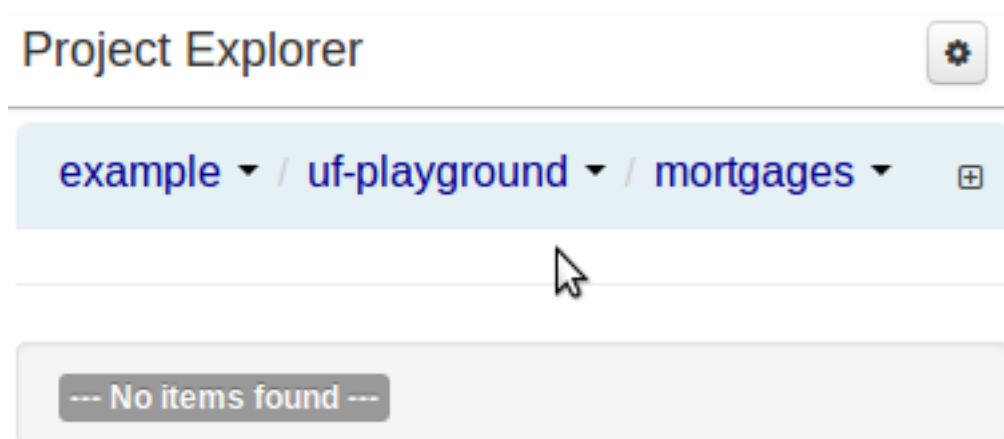 Project Explorer
example / uf-playground / mortgages
--- No items found ---